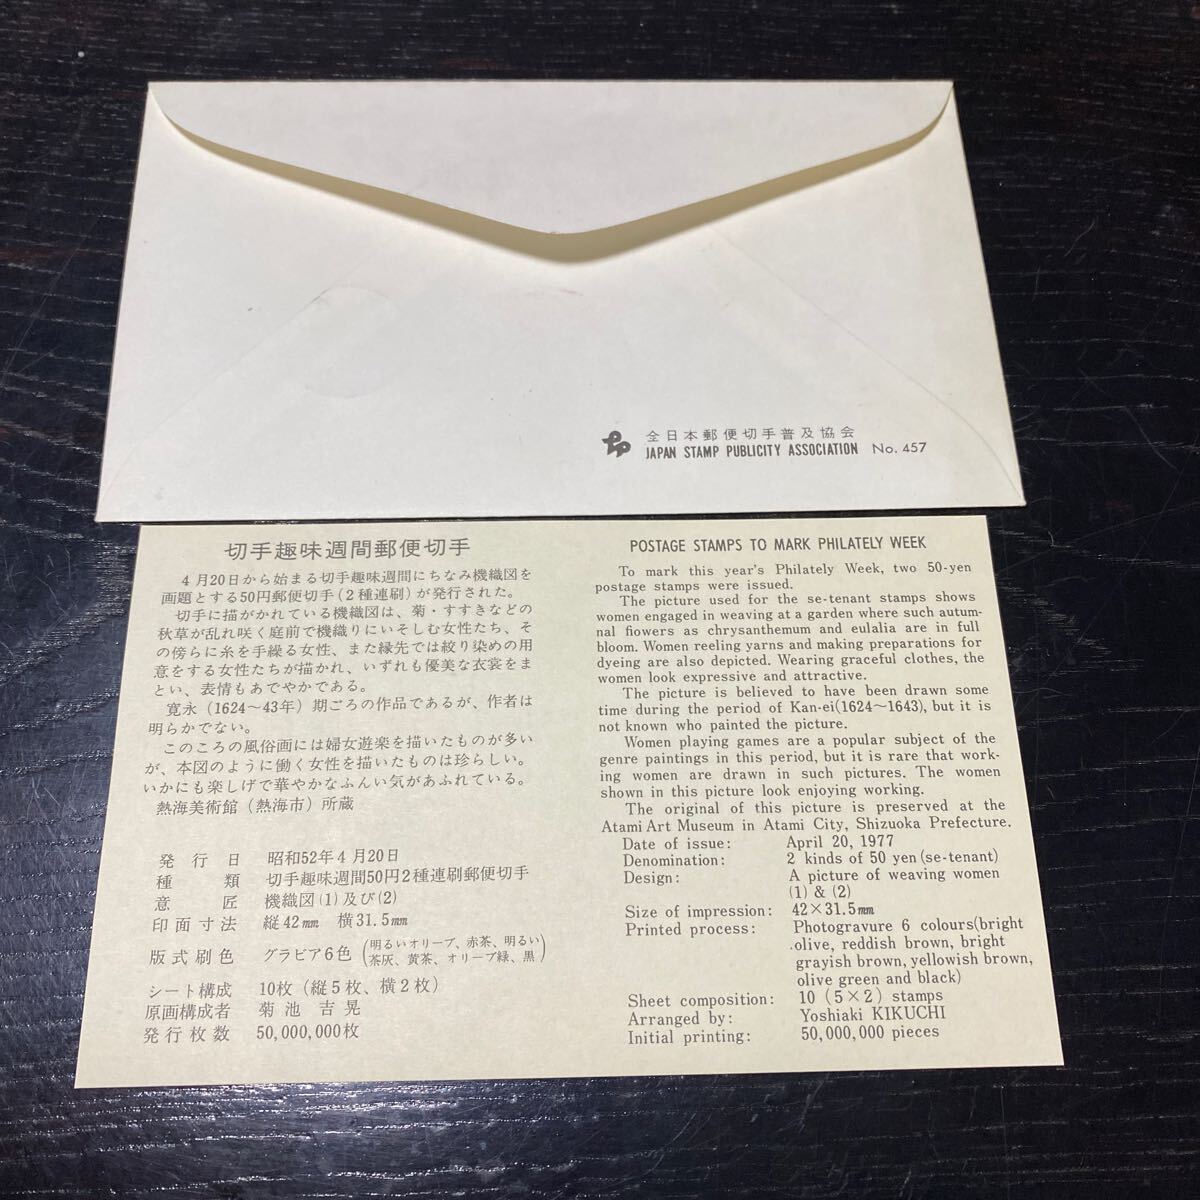 全日本郵便切手普及協会
JAPAN STAMP PUBLICITY ASSOCIATION No. 457
切手趣味週間郵便切手
4月20日から始まる切手趣味週間にちなみ機織図を
画題とする50円郵便切手(2種連刷)が発行された。
切手に描がかれている機織図は、菊・すすきなどの
秋草が乱れ咲く庭前で機織りにいそしむ女性たち、そ
の傍らに糸を手繰る女性、また縁先では絞り染めの用
意をする女性たちが描かれ、いずれも優美な衣裳をま
とい、表情もあでやかである。
寛永(1624〜43年)期ごろの作品であるが、作者は
明らかでない。
このころの風俗画には婦女遊楽を描いたものが多い
が、本図のように働く女性を描いたものは珍らしい。
いかにも楽しげで華やかなふんい気があふれている。
熱海美術館(熱海市)所蔵
発行日 昭和52年4月20日
種類 切手趣味週間50円2種連刷郵便切手
意匠 機織図(1)及び(2)
印面寸法 縦42mm 横31.5mm
版式刷色 グラビア6色(明るいオリーブ、赤茶、明るい
茶灰、黄茶、オリーブ緑、黒)
シート構成 10枚(縦5枚、横2枚)
原画構成者 菊池吉晃
発行枚数 50,000,000枚
POSTAGE STAMPS TO MARK PHILATELY WEEK
To mark this year's Philately Week, two 50-yen
postage stamps were issued.
The picture used for the se-tenant stamps shows
women engaged in weaving at a garden where such autum-
nal flowers as chrysanthemum and eulalia are in full
bloom. Women reeling yarns and making preparations for
dyeing are also depicted. Wearing graceful clothes, the
women look expressive and attractive.
The picture is believed to have been drawn some
time during the period of Kan-ei(1624〜1643), but it is
not known who painted the picture.
Women playing games are a popular subject of the
genre paintings in this period, but it is rare that work-
ing women are drawn in such pictures. The women
shown in this picture look enjoying working.
The original of this picture is preserved at the
Atami Art Museum in Atami City, Shizuoka Prefecture.
Date of issue: April 20, 1977
Denomination: 2 kinds of 50 yen (se-tenant)
Design: A picture of weaving women
(1) & (2)
Size of impression: 42×31.5mm
Printed process: Photogravure 6 colours(bright
olive, reddish brown, bright
grayish brown, yellowish brown,
olive green and black)
Sheet composition: 10 (5×2) stamps
Arranged by: Yoshiaki KIKUCHI
Initial printing: 50,000,000 pieces